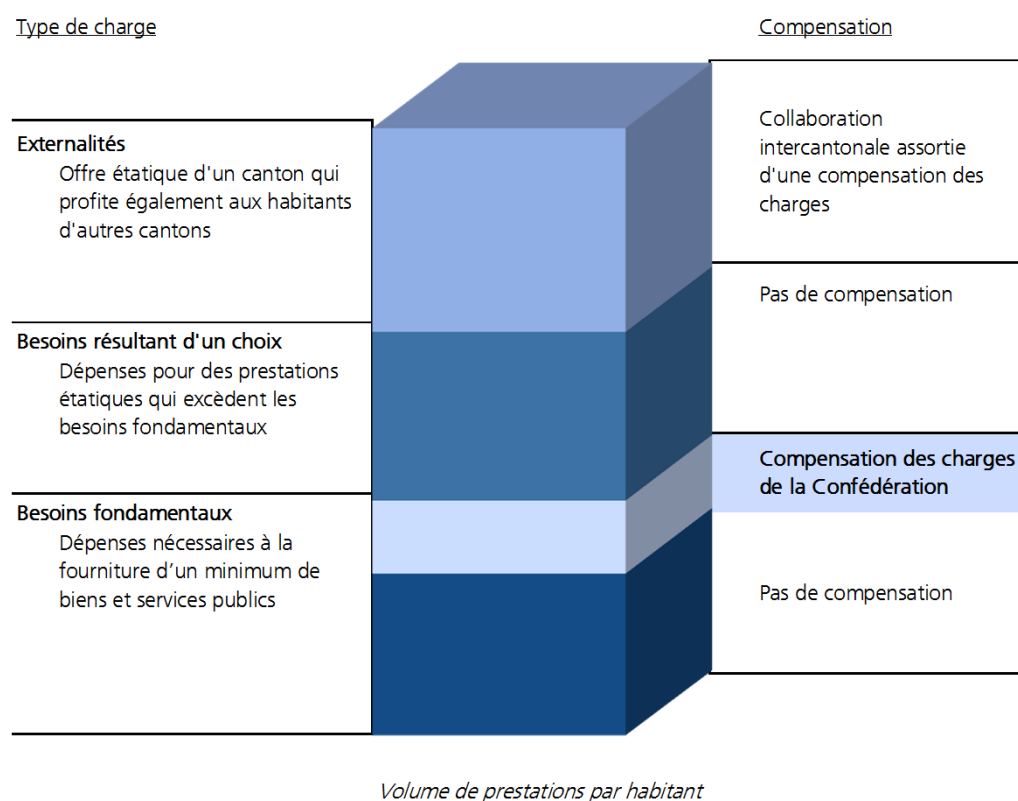 Type de charge
Compensation
Externalités
Offre étatique d'un canton qui
profite également aux habitants
d'autres cantons
Collaboration
intercantonale assortie
d'une compensation des
charges
Besoins résultant d'un choix
Dépenses pour des prestations
étatiques qui excèdent les
besoins fondamentaux
Pas de compensation
Besoins fondamentaux
Dépenses nécessaires à la
fourniture d’un minimum de
biens et services publics
Compensation des charges
de la Confédération
Pas de compensation
Volume de prestations par habitant